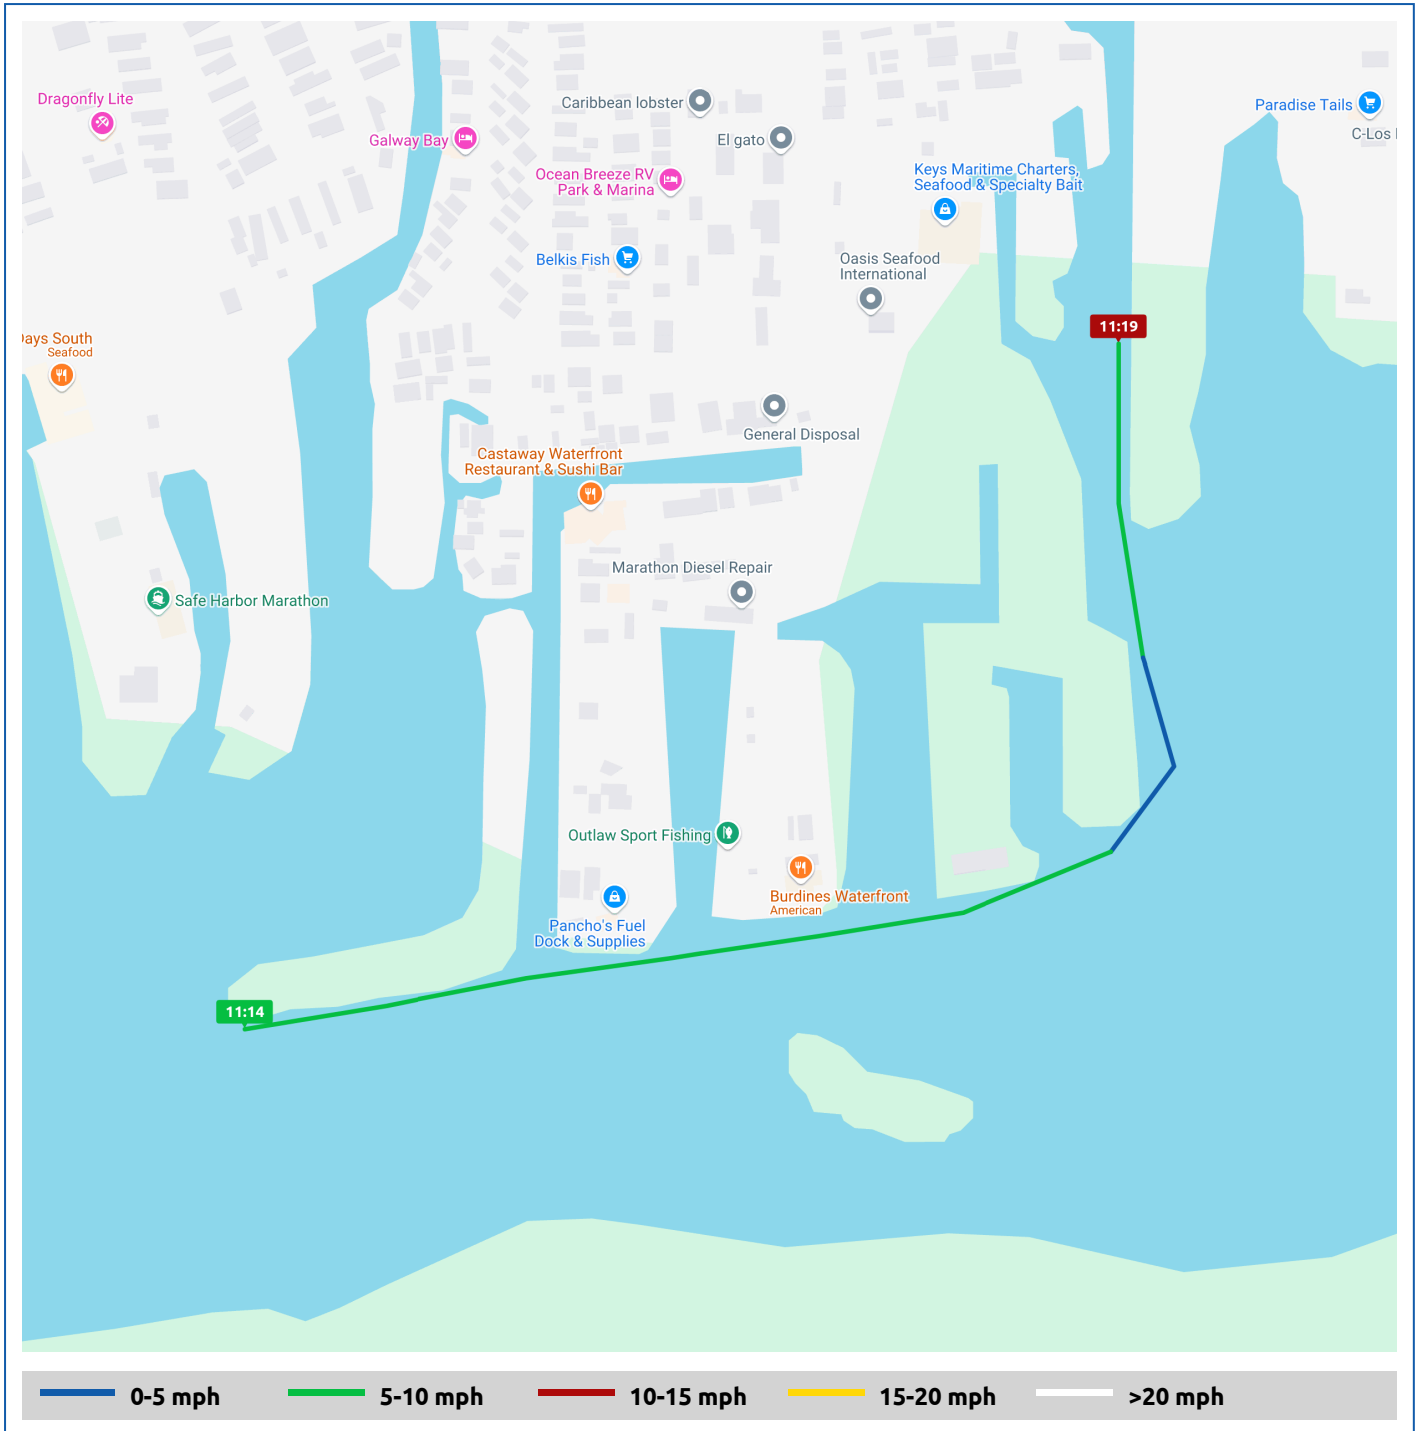 Dragonfly Lite
Caribbean lobster
Paradise Tails
C-Los
Galway Bay
El gato
Ocean Breeze RV
Park & Marina
Keys Maritime Charters,
Seafood & Specialty Bait
Belkis Fish
Oasis Seafood
International
11:19
Days South
Seafood
General Disposal
Castaway Waterfront
Restaurant & Sushi Bar
Marathon Diesel Repair
Safe Harbor Marathon
Outlaw Sport Fishing
Burdines Waterfront
American
Pancho's Fuel
Dock & Supplies
11:14
0-5 mph
5-10 mph
10-15 mph
15-20 mph
>20 mph